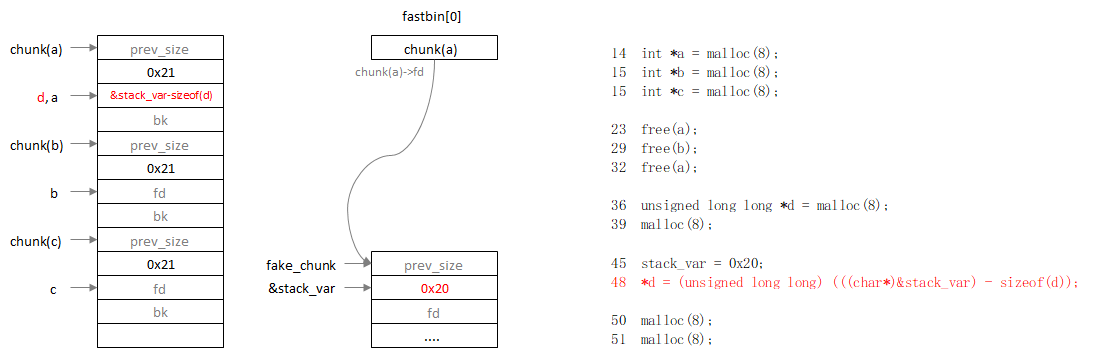 fastbin[0]
chunk(a)
prev_size
0x21
d, a
&stack_var-sizeof(d)
bk
chunk(b)
prev_size
0x21
b
fd
bk
chunk(c)
prev_size
0x21
c
fd
bk
chunk(a)
chunk(a)->fd
fake_chunk
prev_size
&stack_var
0x20
fd
....
14 int *a = malloc(8);
15 int *b = malloc(8);
15 int *c = malloc(8);
23 free(a);
29 free(b);
32 free(a);
36 unsigned long long *d = malloc(8);
39 malloc(8);
45 stack_var = 0x20;
48 *d = (unsigned long long) (((char*)&stack_var) - sizeof(d));
50 malloc(8);
51 malloc(8);